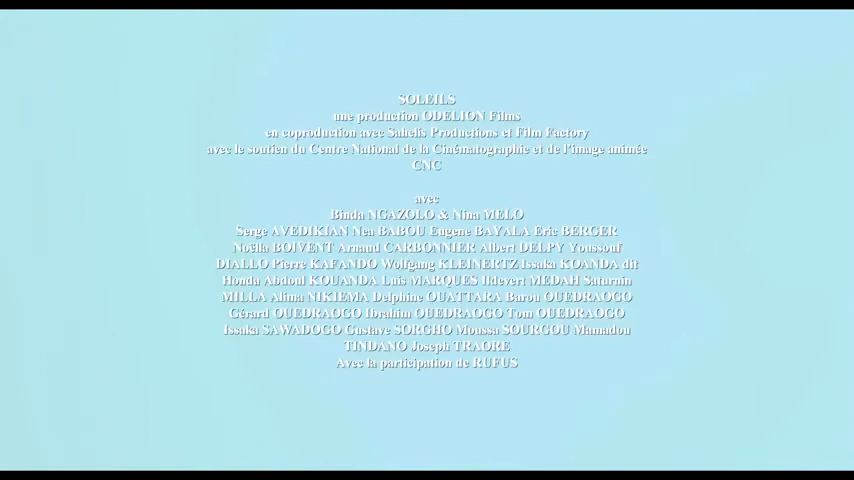 SOLEILS
une production ODELION Films
en coproduction avec Sahelis Productions et Film Factory
avec le soutien du Centre National de la Cinématographie et de l'image animée
CNC
avec
Binda NGAZOLO & Nina MELO
Serge AVEDIKIAN Nea BABOU Eugene BAYALA Eric BERGER
Noëlla BOIVENT Arnaud CARBONNIER Albert DELPY Youssouf
DIALLO Pierre KAFANDO Wolfgang KLEINERTZ Issaka KOANDA dit
Honda Abdoul KOUANDA Luis MARQUES Ildevert MEDAH Saturnin
MILLA Alima NIKIEMA Delphine OUATTARA Barou OUEDRAOGO
Gérard OUEDRAOGO Ibrahim OUEDRAOGO Tom OUEDRAOGO
Issaka SAWADOGO Gustave SORGHO Moussa SOURGOU Mamadou
TINDANO Joseph TRAORE
Avec la participation de RUFUS